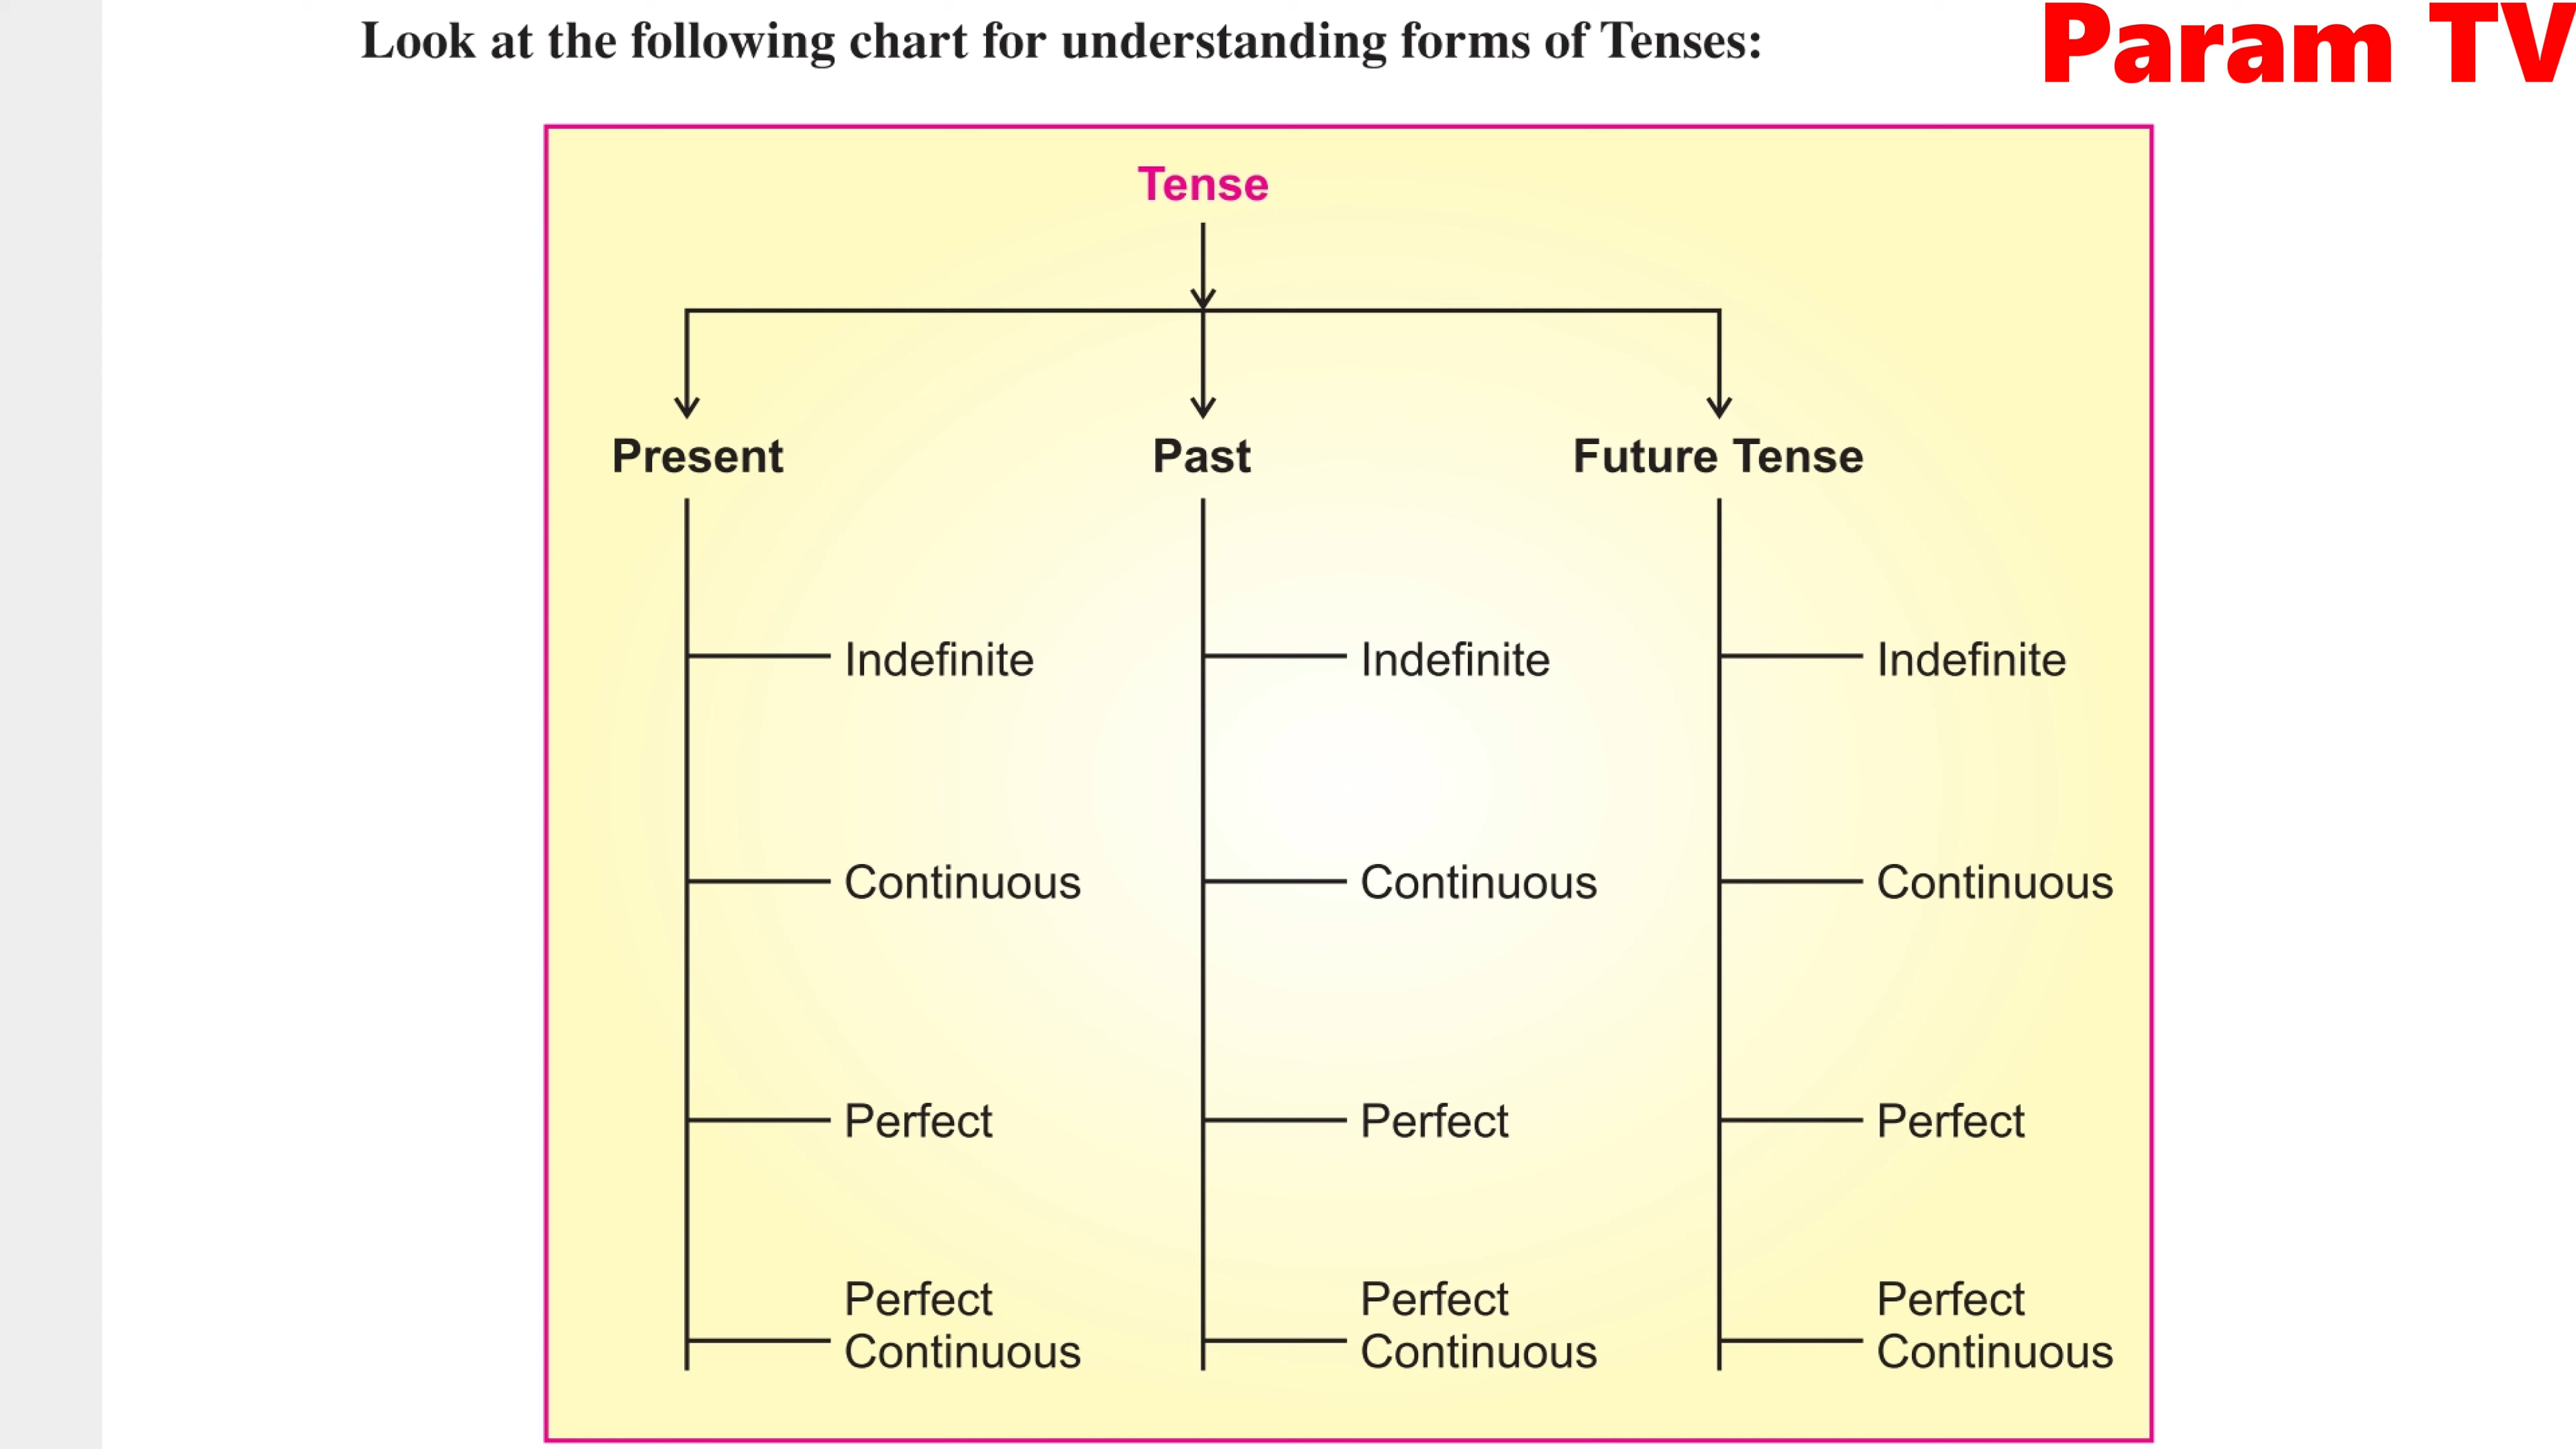 Look at the following chart for understanding forms of Tenses:
Param TV
Tense
Present
Past
Future Tense
Indefinite
Indefinite
Indefinite
Continuous
Continuous
Continuous
Perfect
Perfect
Perfect
Perfect
Continuous
Perfect
Continuous
Perfect
Continuous